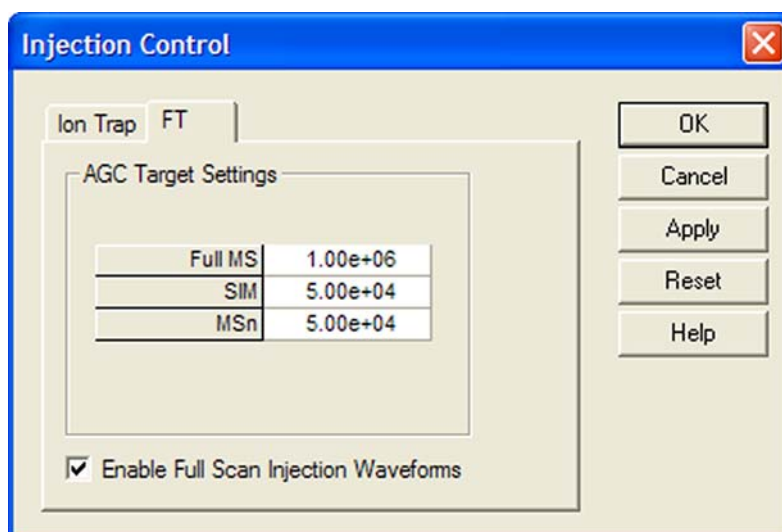 Injection Control
Ion Trap FT
AGC Target Settings
Full MS 1.00e+06
SIM 5.00e+04
MSn 5.00e+04
Enable Full Scan Injection Waveforms
OK
Cancel
Apply
Reset
Help